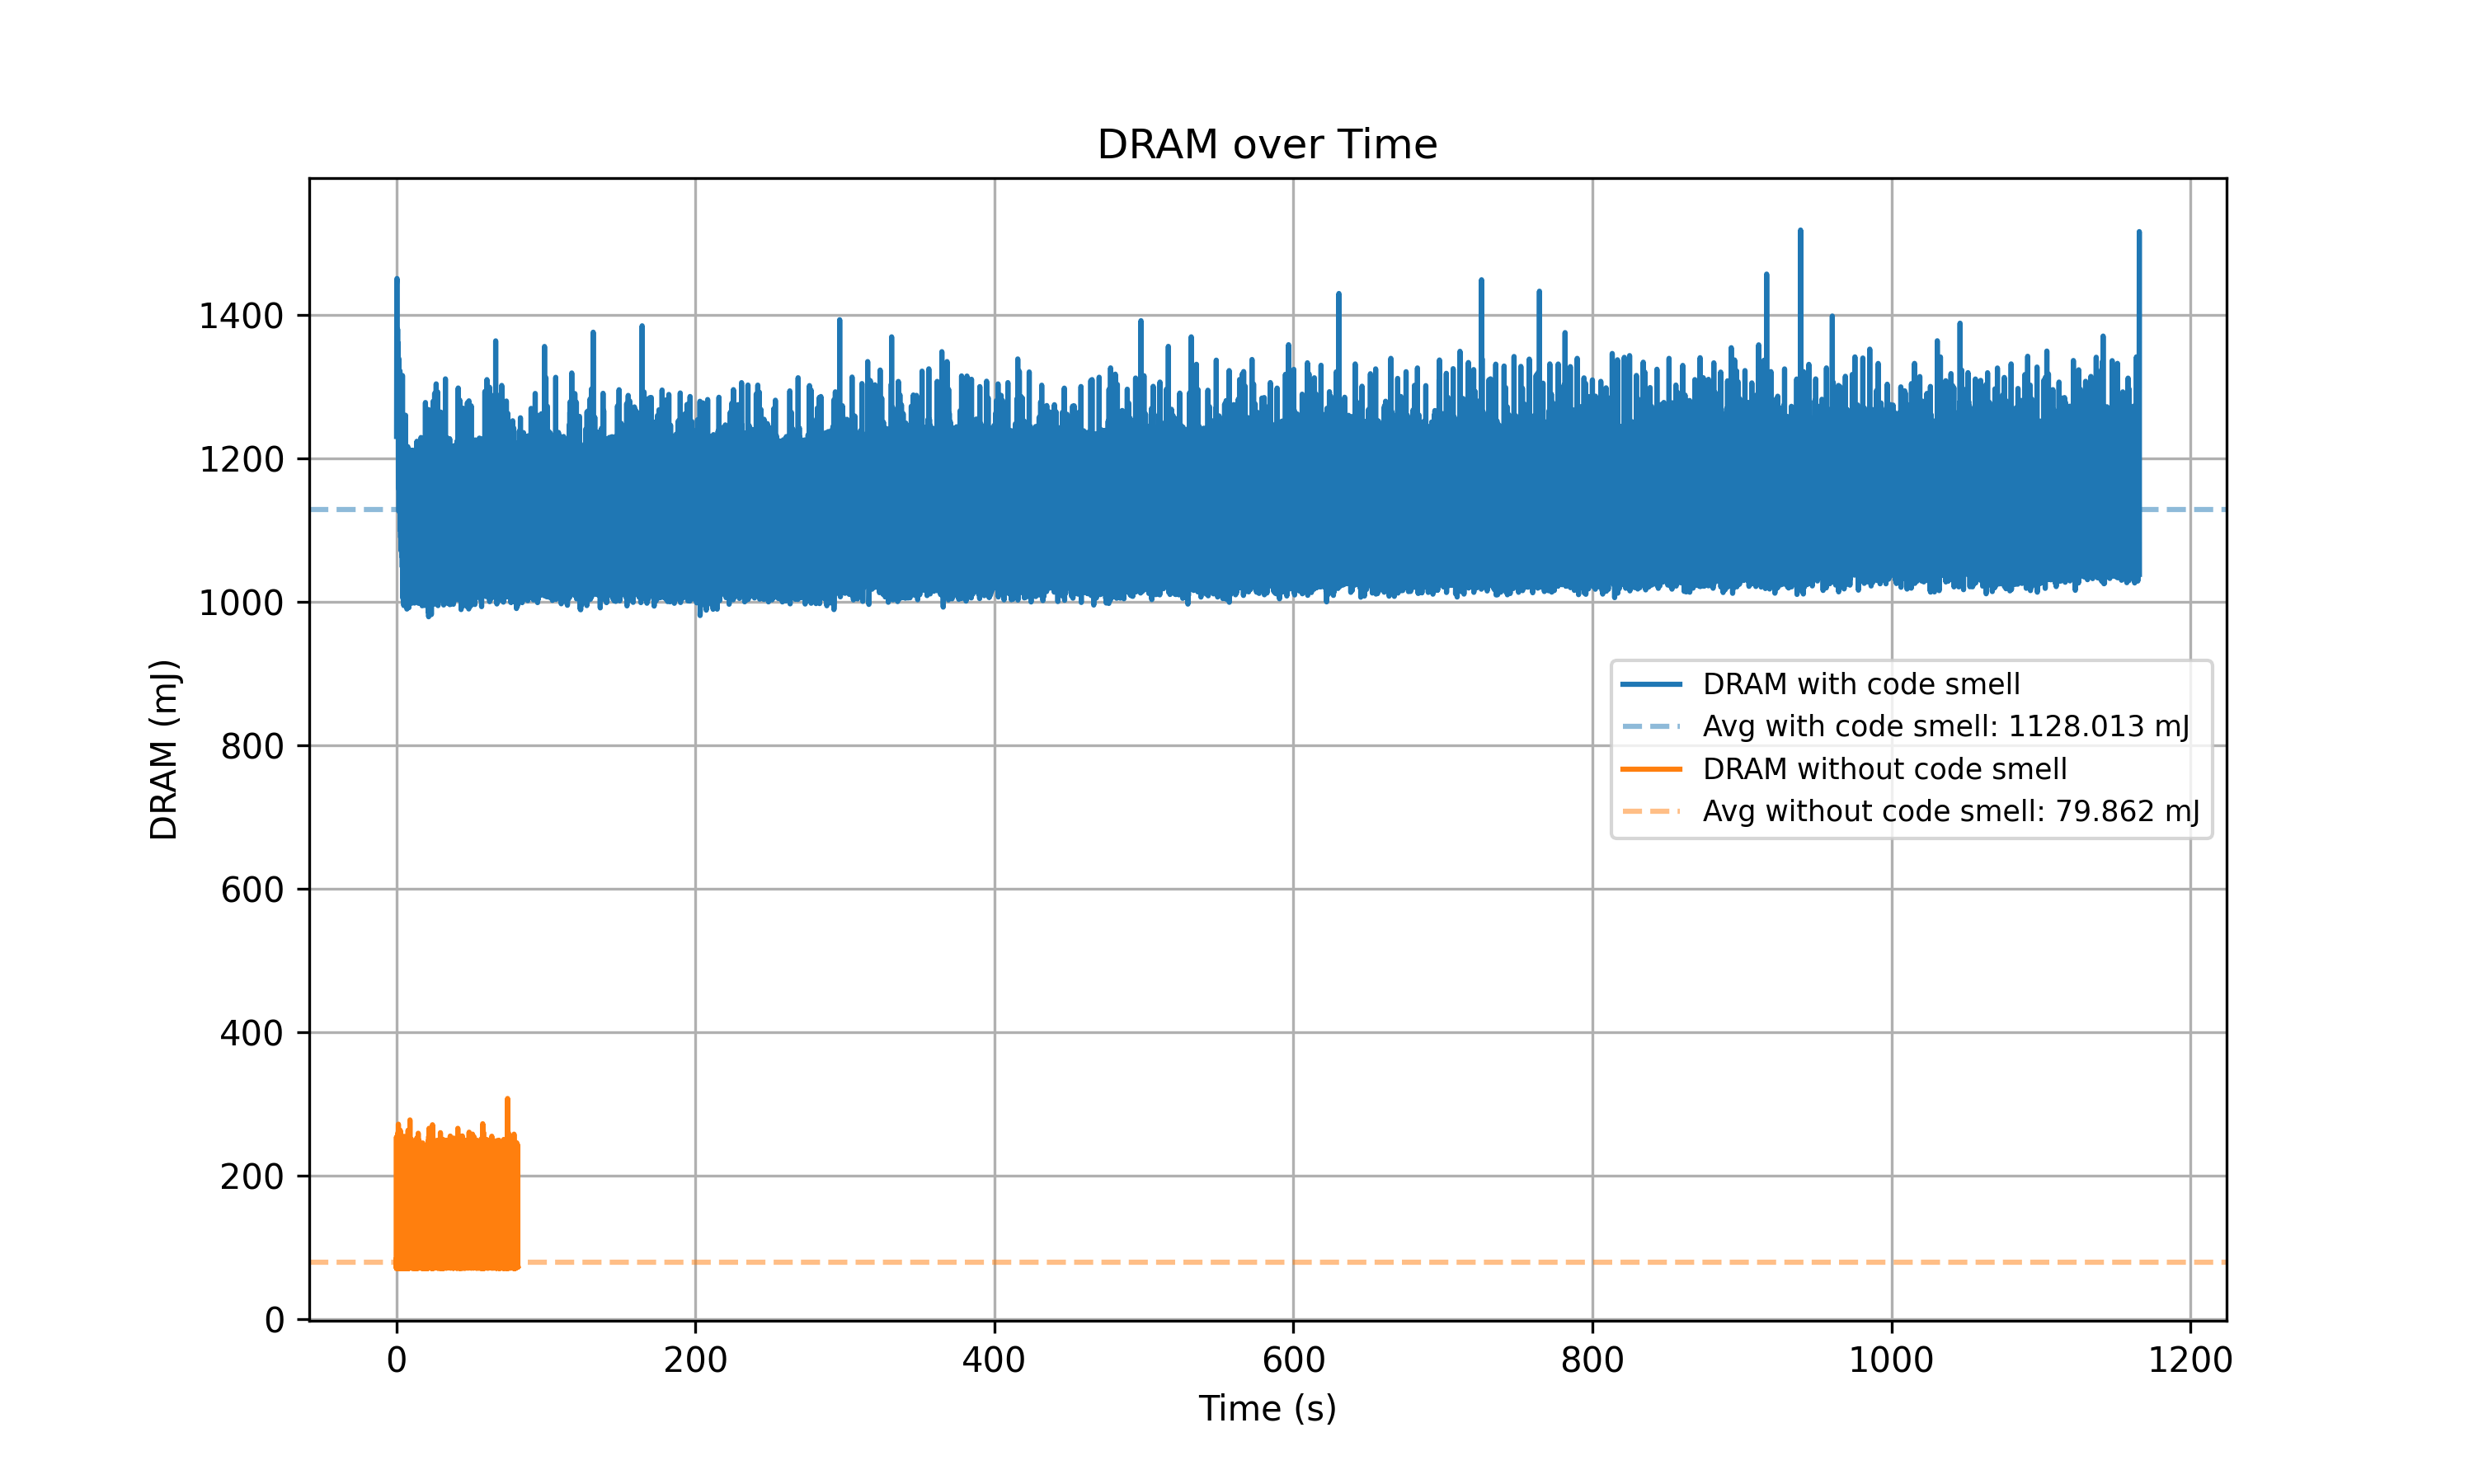 DRAM over Time
1400
1200
1000
800
600
400
200
0
DRAM (mJ)
DRAM with code smell
Avg with code smell: 1128.013 mJ
DRAM without code smell
Avg without code smell: 79.862 mJ
0 200 400 600 800 1000 1200
Time (s)